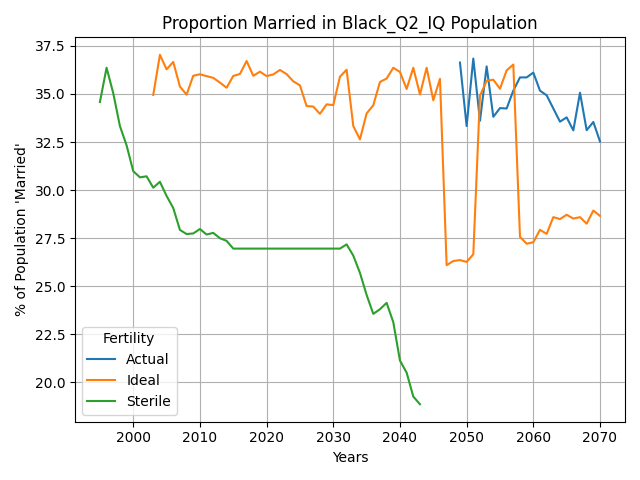 Proportion Married in Black_Q2_IQ Population
% of Population 'Married'
37.5
35.0
32.5
30.0
27.5
25.0
22.5
20.0
Fertility
Actual
Ideal
Sterile
2000 2010 2020 2030 2040 2050 2060 2070
Years